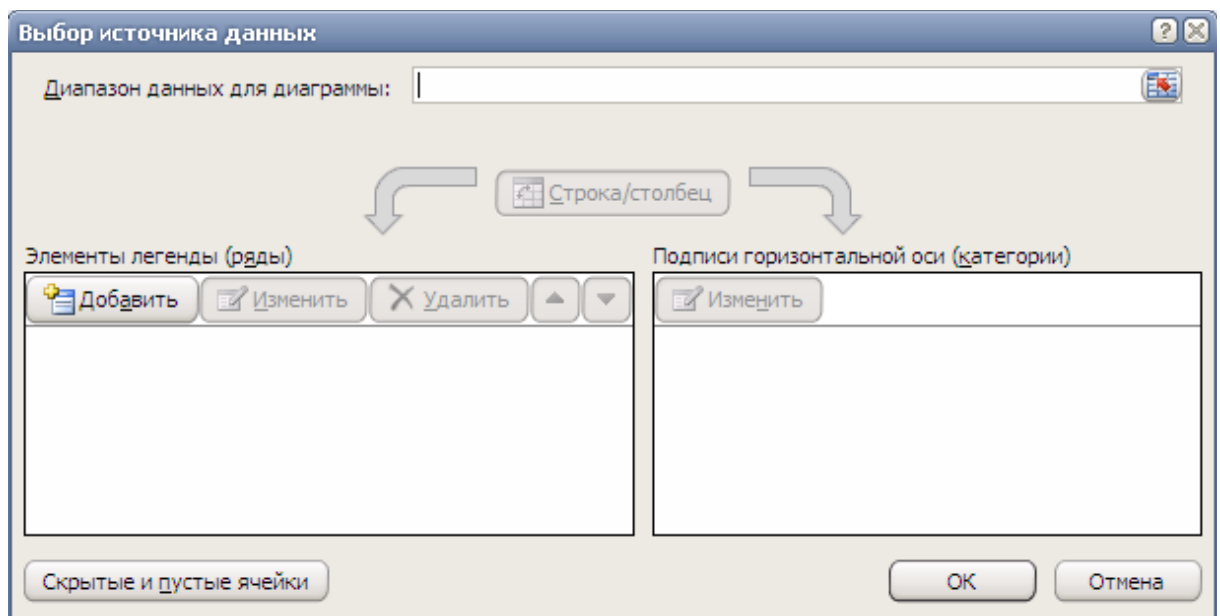 Выбор источника данных
Диапазон данных для диаграммы:
Строка/столбец
Элементы легенды (ряды)
Подписи горизонтальной оси (категории)
Добавить Изменить Удалить
Изменить
Скрытые и пустые ячейки
ОК Отмена